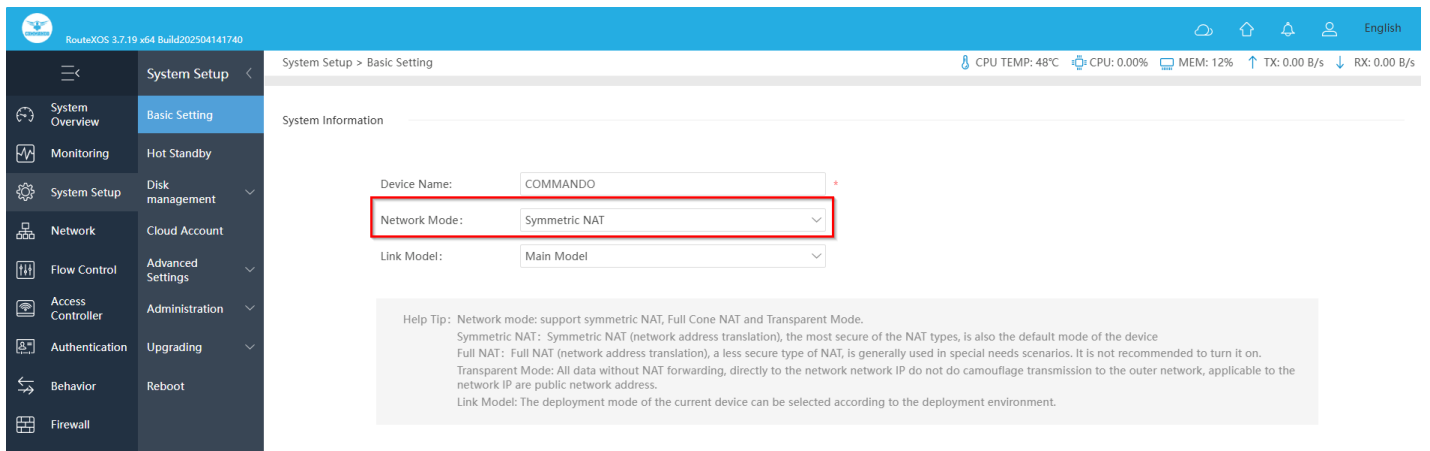 RouteXOS 3.7.19 x64 Build202504141740
English
System Setup
System Setup > Basic Setting
CPU TEMP: 48℃ CPU: 0.00% MEM: 12% TX: 0.00 B/s RX: 0.00 B/s
System
Overview
Monitoring
System Setup
Network
Flow Control
Access
Controller
Authentication
Behavior
Firewall
Basic Setting
Hot Standby
Disk
management
Cloud Account
Advanced
Settings
Administration
Upgrading
Reboot
System Information
Device Name: COMMANDO *
Network Mode: Symmetric NAT
Link Model: Main Model
Help Tip: Network mode: support symmetric NAT, Full Cone NAT and Transparent Mode.
Symmetric NAT: Symmetric NAT (network address translation), the most secure of the NAT types, is also the default mode of the device
Full NAT: Full NAT (network address translation), a less secure type of NAT, is generally used in special needs scenarios. It is not recommended to turn it on.
Transparent Mode: All data without NAT forwarding, directly to the network network IP do not do camouflage transmission to the outer network, applicable to the
network IP are public network address.
Link Model: The deployment mode of the current device can be selected according to the deployment environment.